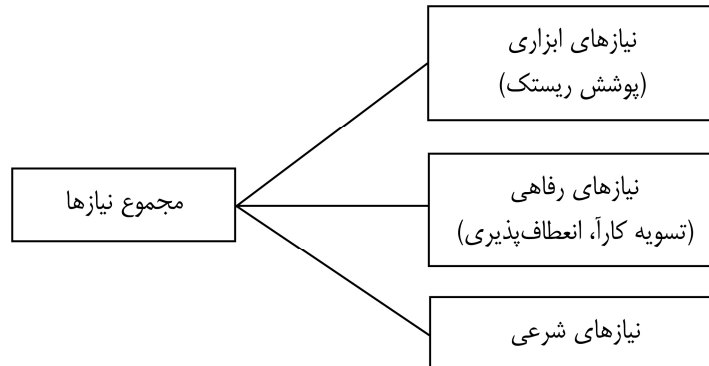 نیازهای ابزاری
(پوشش ریستک)
مجموع نیازها
نیازهای رفاهی
(تسویه کارآ، انعطاف‌پذیری)
نیازهای شرعی